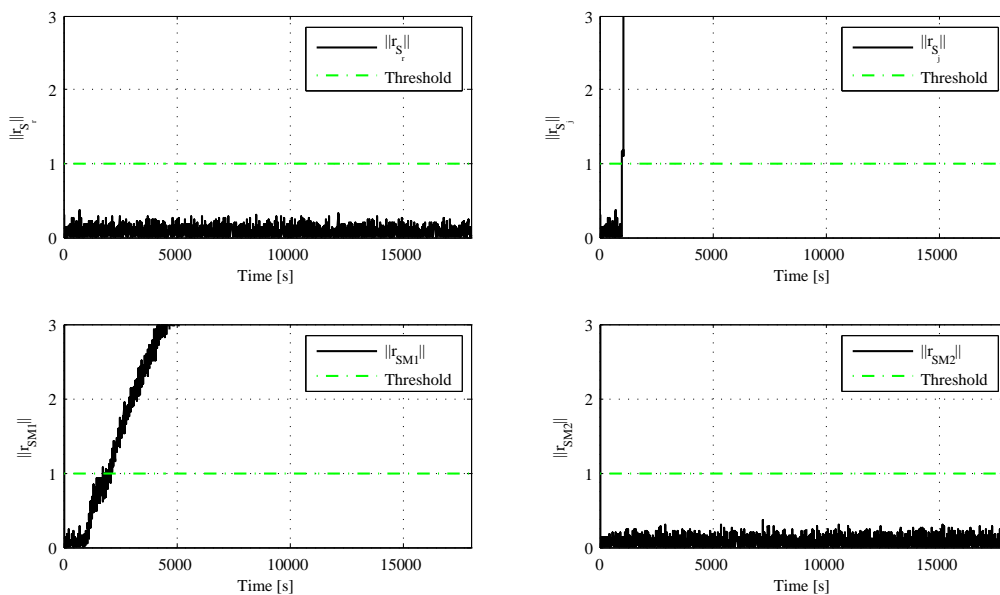 3
2
1
0
||r_{S_r}||
||r_{S_r}||
Threshold
0 5000 10000 15000
Time [s]
3
2
1
0
||r_{S_j}||
||r_{S_j}||
Threshold
0 5000 10000 15000
Time [s]
3
2
1
0
||r_{SM1}||
||r_{SM1}||
Threshold
0 5000 10000 15000
Time [s]
3
2
1
0
||r_{SM2}||
||r_{SM2}||
Threshold
0 5000 10000 15000
Time [s]